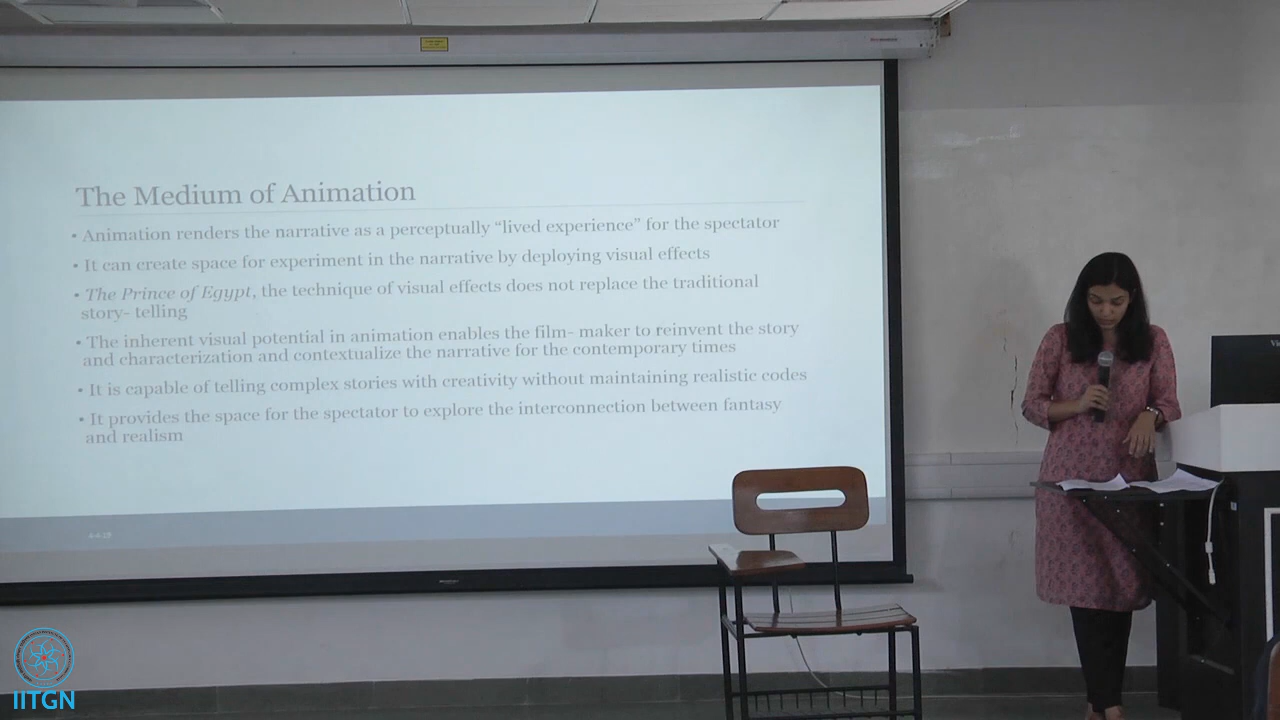 The Medium of Animation
• Animation renders the narrative as a perceptually “lived experience” for the spectator
• It can create space for experiment in the narrative by deploying visual effects
• The Prince of Egypt, the technique of visual effects does not replace the traditional
story- telling
• The inherent visual potential in animation enables the film- maker to reinvent the story
and characterization and contextualize the narrative for the contemporary times
• It is capable of telling complex stories with creativity without maintaining realistic codes
• It provides the space for the spectator to explore the interconnection between fantasy
and realism
IITGN